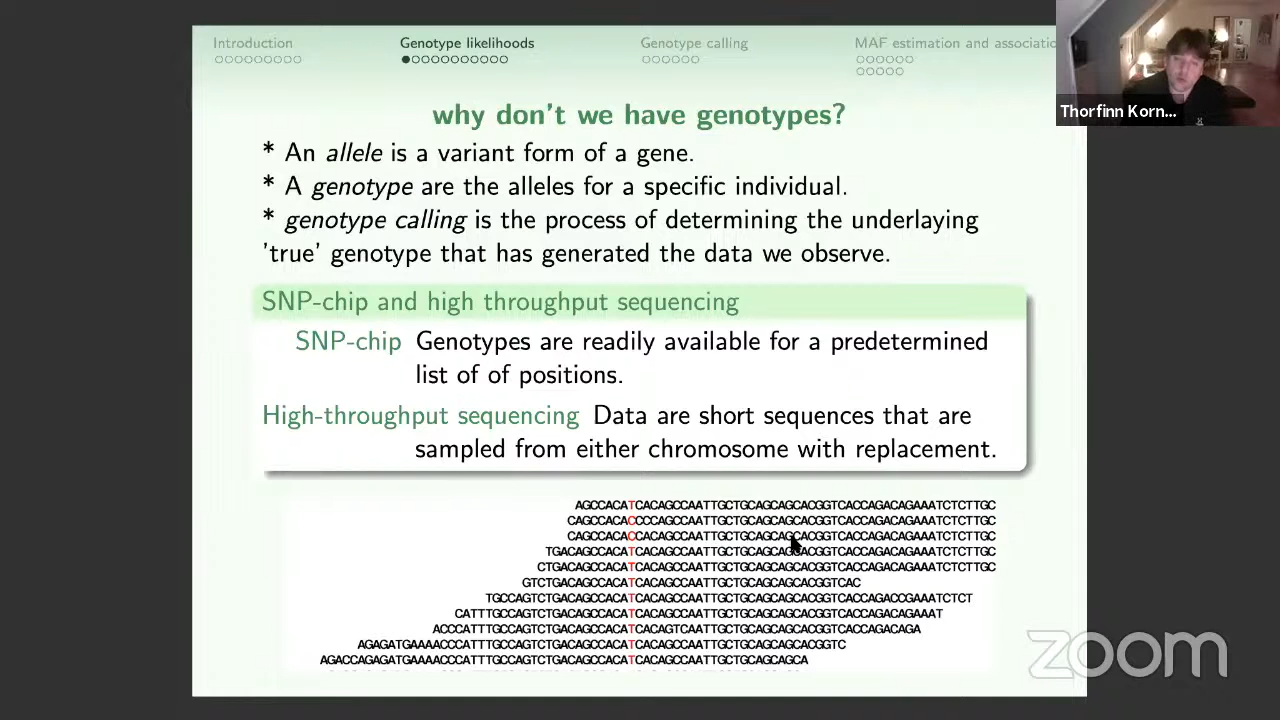 Introduction
Genotype likelihoods
Genotype calling
MAF estimation and associatio
Thorfinn Korn...
why don't we have genotypes?
* An allele is a variant form of a gene.
* A genotype are the alleles for a specific individual.
* genotype calling is the process of determining the underlaying
'true' genotype that has generated the data we observe.
SNP-chip and high throughput sequencing
SNP-chip Genotypes are readily available for a predetermined
list of of positions.
High-throughput sequencing Data are short sequences that are
sampled from either chromosome with replacement.
AGCCACATCACAGCCAATTGCTGCAGCAGCACGGTCACCAGACAGAAATCTCTTGC
CAGCCACACCCCAGCCAATTGCTGCAGCAGCACGGTCACCAGACAGAAATCTCTTGC
CAGCCACACCACAGCCAATTGCTGCAGCAGCACGGTCACCAGACAGAAATCTCTTGC
TGACAGCCACATCACAGCCAATTGCTGCAGCAGCACGGTCACCAGACAGAAATCTCTTGC
CTGACAGCCACATCACAGCCAATTGCTGCAGCAGCACGGTCACCAGACAGAAATCTCTTGC
GTCTGACAGCCACATCACAGCCAATTGCTGCAGCAGCACGGTCAC
TGCCAGTCTGACAGCCACATCACAGCCAATTGCTGCAGCAGCACGGTCACCAGACCGAAATCTCT
CATTTGCCAGTCTGACAGCCACATCACAGCCAATTGCTGCAGCAGCACGGTCACCAGACAGAAAT
ACCCATTTGCCAGTCTGACAGCCACATCACAGTCAATTGCTGCAGCAGCACGGTCACCAGACAGA
AGAGATGAAAACCCATTTGCCAGTCTGACAGCCACATCACAGCCAATTGCTGCAGCAGCACGGTC
AGACCAGAGATGAAAACCCATTTGCCAGTCTGACAGCCACATCACAGCCAATTGCTGCAGCAGCA
zoom